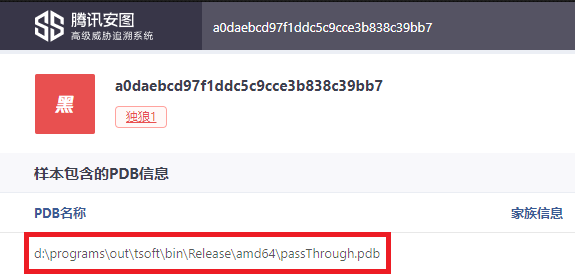 腾讯安图
高级威胁追溯系统
a0daebcd97f1ddc5c9cce3b838c39bb7
黑
a0daebcd97f1ddc5c9cce3b838c39bb7
独狼1
样本包含的PDB信息
PDB名称 家族信息
d:\programs\out\tsoft\bin\Release\amd64\passThrough.pdb